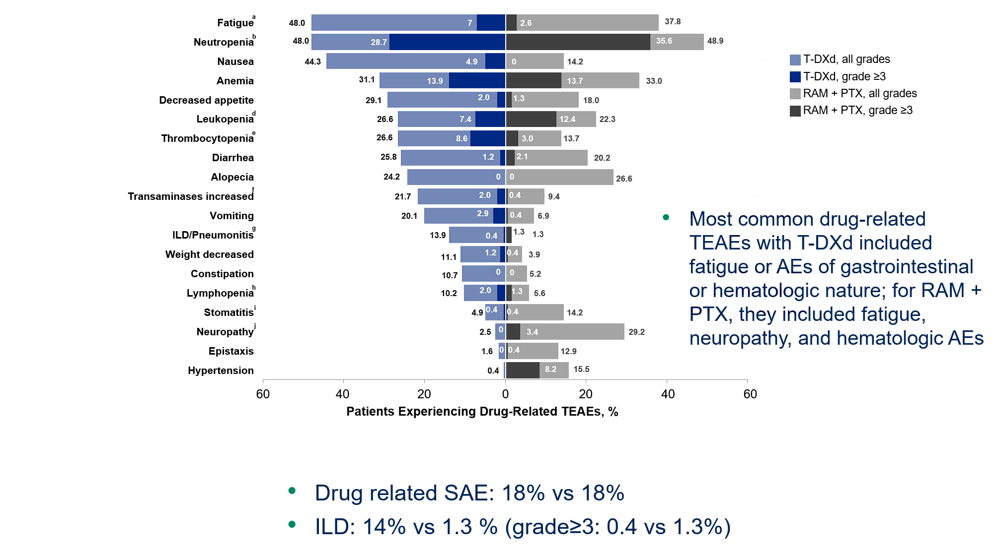 Fatigueᵃ 48.0 7 2.6 37.8
Neutropeniaᵇ 48.0 28.7 35.6 48.9
Nausea 44.3 4.9 0 14.2
Anemia 31.1 13.9 13.7 33.0
Decreased appetite 29.1 2.0 1.3 18.0
Leukopeniaᵈ 26.6 7.4 12.4 22.3
Thrombocytopeniaᵉ 26.6 8.6 3.0 13.7
Diarrhea 25.8 1.2 2.1 20.2
Alopecia 24.2 0 0 26.6
Transaminases increasedᶠ 21.7 2.0 0.4 9.4
Vomiting 20.1 2.9 0.4 6.9
ILD/Pneumonitisᵍ 13.9 0.4 1.3 1.3
Weight decreased 11.1 1.2 0.4 3.9
Constipation 10.7 0 0 5.2
Lymphopeniaʰ 10.2 2.0 1.3 5.6
Stomatitisⁱ 4.9 0.4 0.4 14.2
Neuropathyʲ 2.5 0 3.4 29.2
Epistaxis 1.6 0 0.4 12.9
Hypertension 0.4 8.2 15.5
60 40 20 0 20 40 60
Patients Experiencing Drug-Related TEAEs, %
T-DXd, all grades
T-DXd, grade ≥3
RAM + PTX, all grades
RAM + PTX, grade ≥3
• Most common drug-related
TEAEs with T-DXd included
fatigue or AEs of gastrointestinal
or hematologic nature; for RAM +
PTX, they included fatigue,
neuropathy, and hematologic AEs
• Drug related SAE: 18% vs 18%
• ILD: 14% vs 1.3 % (grade≥3: 0.4 vs 1.3%)